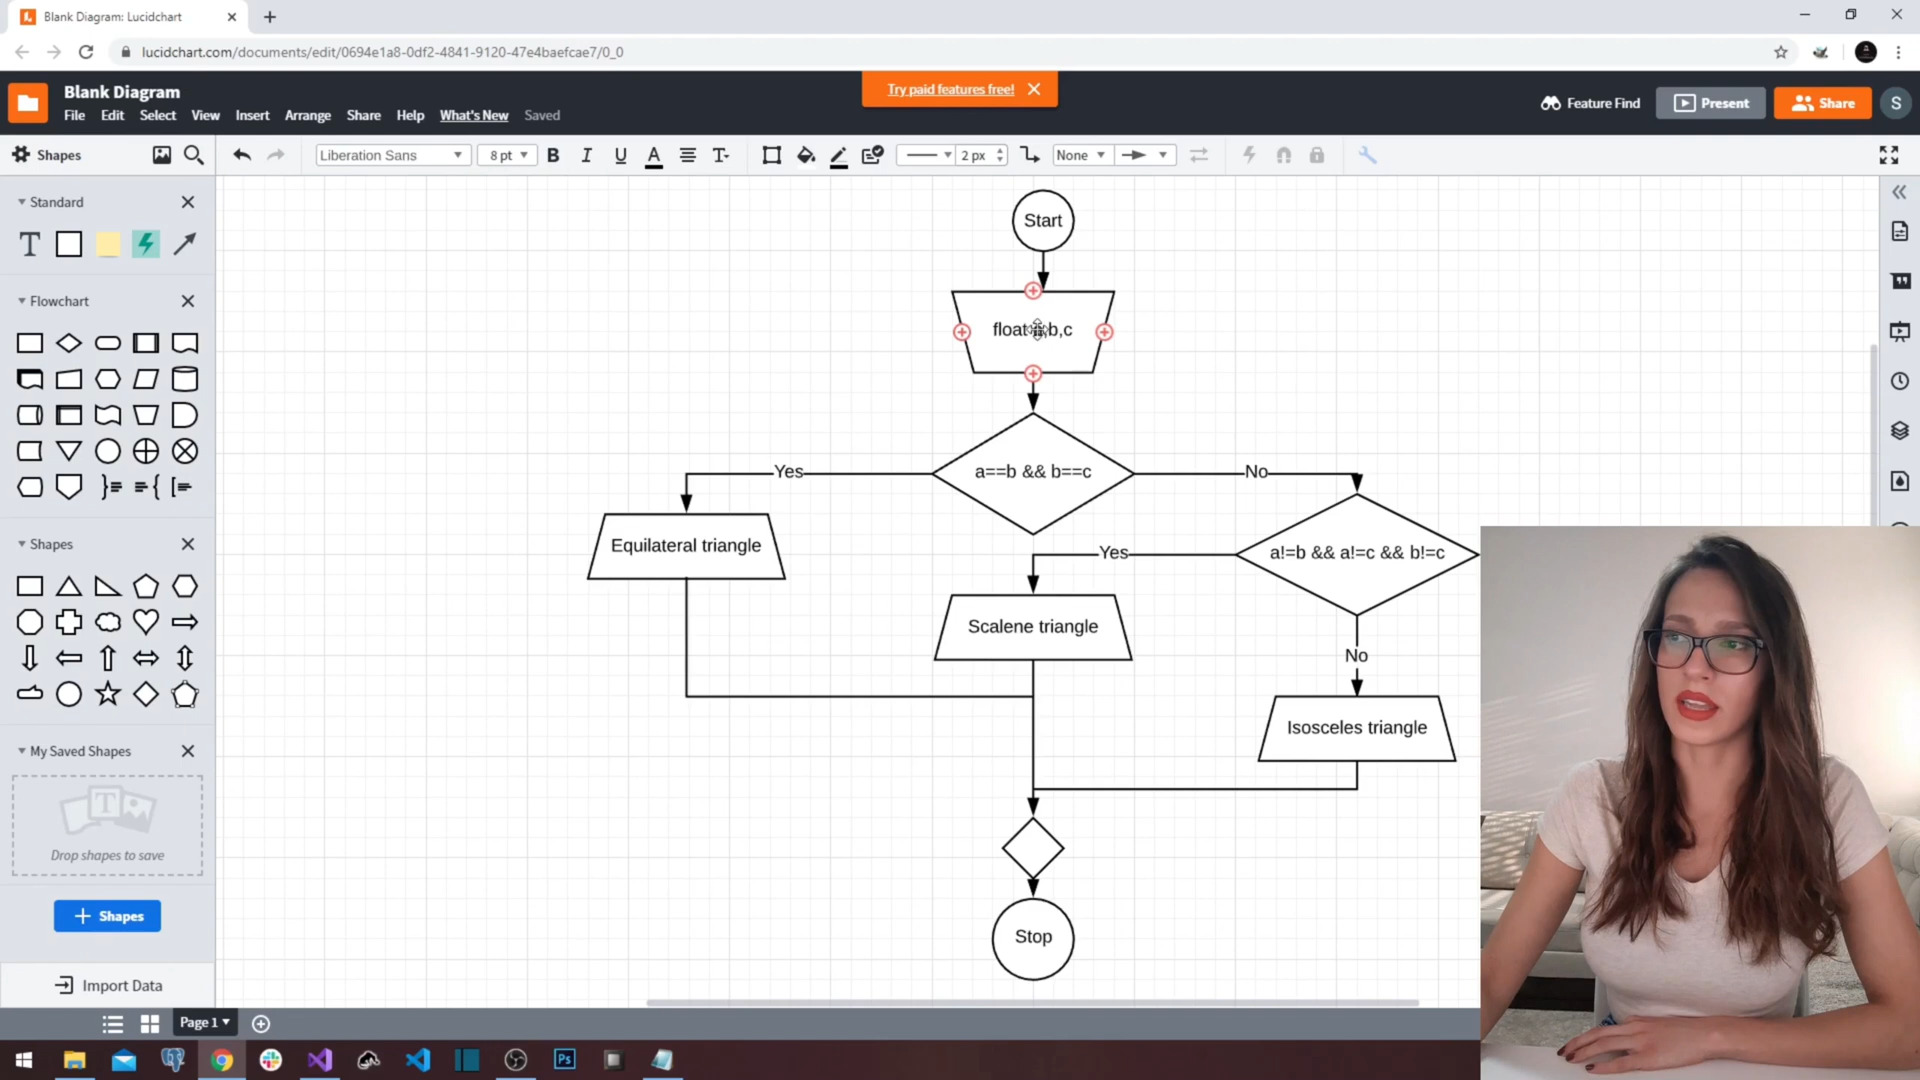 Blank Diagram: Lucidchart
lucidchart.com/documents/edit/0694e1a8-0df2-4841-9120-47e4baefcae7/0_0
Blank Diagram
Try paid features free!
File Edit Select View Insert Arrange Share Help What's New Saved
Feature Find
Present
Share
S
Shapes
Liberation Sans
8 pt
B I U A T
2 px
None
Standard
T
Flowchart
Shapes
My Saved Shapes
T
Drop shapes to save
+ Shapes
Import Data
Page 1
Start
float a,b,c
a==b && b==c
Yes
No
Equilateral triangle
a!=b && a!=c && b!=c
Yes
Scalene triangle
No
Isosceles triangle
Stop
Ps